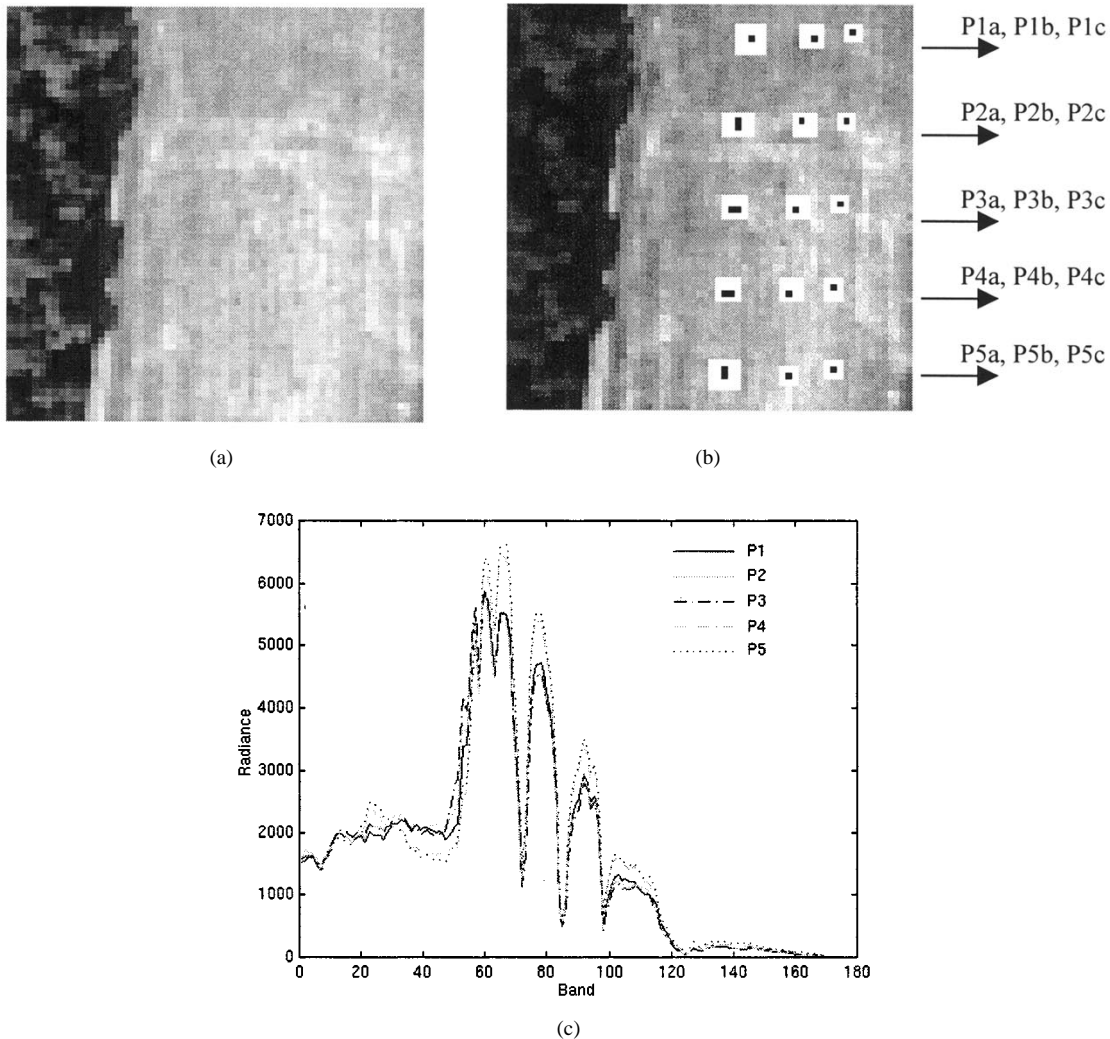 P1a, P1b, P1c
P2a, P2b, P2c
P3a, P3b, P3c
P4a, P4b, P4c
P5a, P5b, P5c
(a)
(b)
7000
6000
5000
4000
3000
2000
1000
0
Radiance
P1
P2
P3
P4
P5
0 20 40 60 80 100 120 140 160 180
Band
(c)